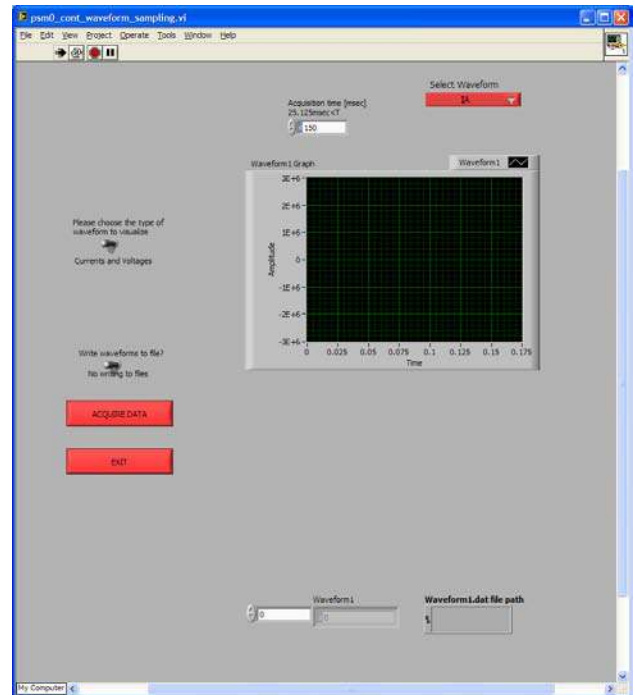 psm0_cont_waveform_sampling.vi
File Edit View Project Operate Tools Window Help
Select Waveform
IA
Acquisition time [msec]
25.125msec<T
150
Waveform1 Graph
Waveform1
3E+6
2E+6
1E+6
0
-1E+6
-2E+6
-3E+6
Amplitude
0 0.025 0.05 0.075 0.1 0.125 0.15 0.175
Time
Please choose the type of
waveform to visualize
Currents and Voltages
Write waveforms to file?
No writing to files
ACQUIRE DATA
EXIT
Waveform1
0
0
Waveform1.dat file path
My Computer